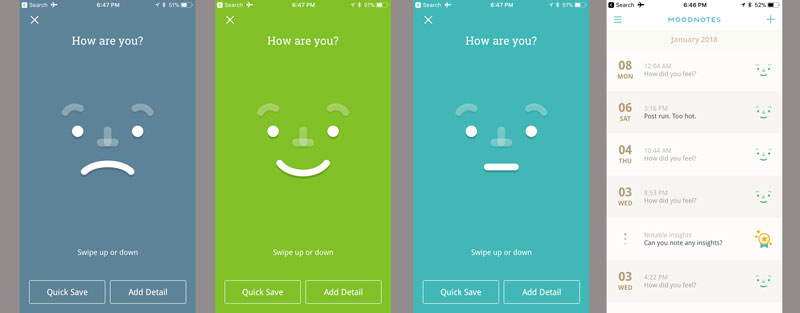 Search 6:47 PM 51%
How are you?
Swipe up or down
Quick Save Add Detail
Search 6:47 PM 51%
How are you?
Swipe up or down
Quick Save Add Detail
Search 6:47 PM 51%
How are you?
Swipe up or down
Quick Save Add Detail
Search 6:46 PM 52%
MOODNOTES
January 2018
08 MON
12:04 AM
How did you feel?
06 SAT
3:16 PM
Post run. Too hot.
04 THU
10:44 AM
How did you feel?
03 WED
8:53 PM
How did you feel?
Notable insights
Can you note any insights?
03 WED
4:22 PM
How did you feel?